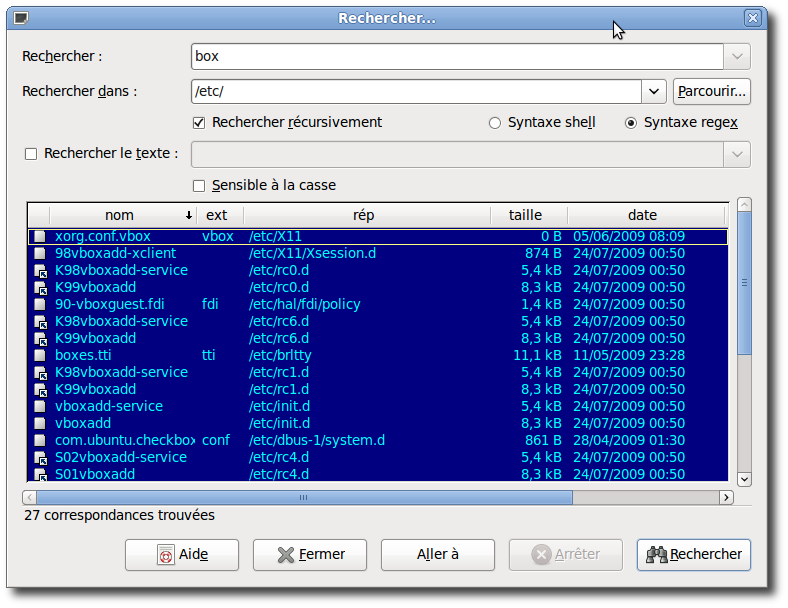 Rechercher...
Rechercher : box
Rechercher dans : /etc/ Parcourir...
Rechercher récursivement Syntaxe shell Syntaxe regex
Rechercher le texte :
Sensible à la casse
nom ext rép taille date
xorg.conf.vbox vbox /etc/X11 0 B 05/06/2009 08:09
98vboxadd-xclient /etc/X11/Xsession.d 874 B 24/07/2009 00:50
K98vboxadd-service /etc/rc0.d 5,4 kB 24/07/2009 00:50
K99vboxadd /etc/rc0.d 8,3 kB 24/07/2009 00:50
90-vboxguest.fdi fdi /etc/hal/fdi/policy 1,4 kB 24/07/2009 00:50
K98vboxadd-service /etc/rc6.d 5,4 kB 24/07/2009 00:50
K99vboxadd /etc/rc6.d 8,3 kB 24/07/2009 00:50
boxes.tti tti /etc/brltty 11,1 kB 11/05/2009 23:28
K98vboxadd-service /etc/rc1.d 5,4 kB 24/07/2009 00:50
K99vboxadd /etc/rc1.d 8,3 kB 24/07/2009 00:50
vboxadd-service /etc/init.d 5,4 kB 24/07/2009 00:50
vboxadd /etc/init.d 8,3 kB 24/07/2009 00:50
com.ubuntu.checkbox conf /etc/dbus-1/system.d 861 B 28/04/2009 01:30
S02vboxadd-service /etc/rc4.d 5,4 kB 24/07/2009 00:50
S01vboxadd /etc/rc4.d 8,3 kB 24/07/2009 00:50
27 correspondances trouvées
Aide Fermer Aller à Arrêter Rechercher